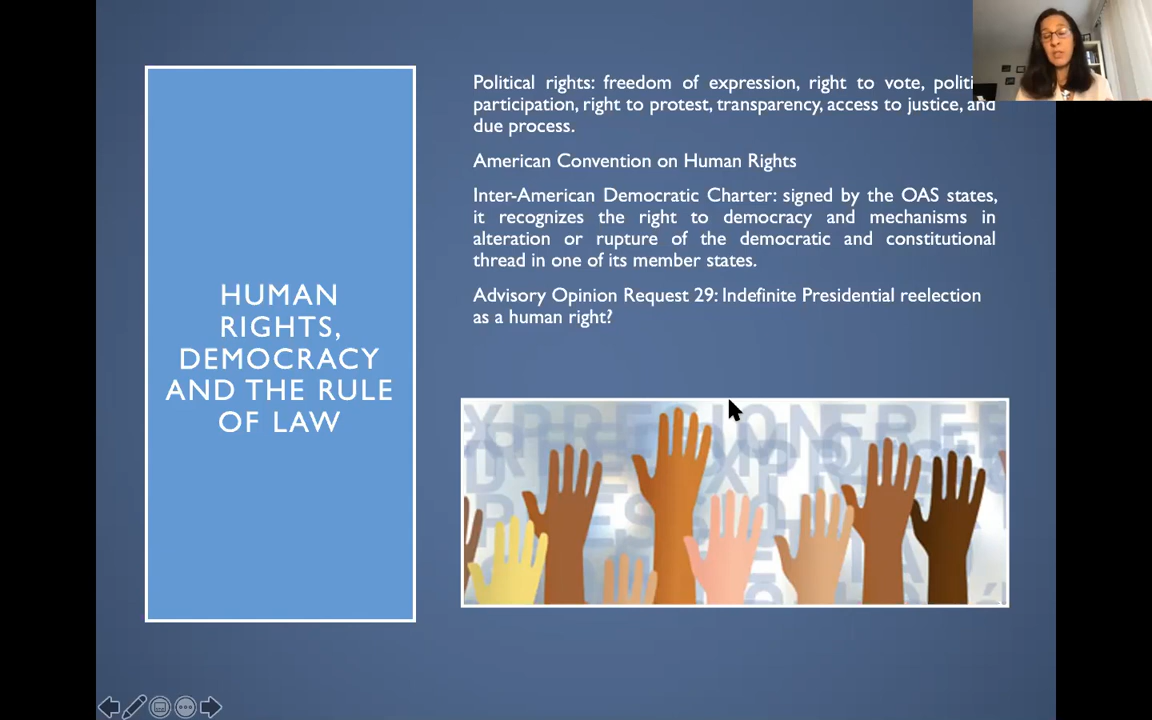 Political rights: freedom of expression, right to vote,
participation, right to protest, transparency, access to justice, and
due process.
American Convention on Human Rights
Inter-American Democratic Charter: signed by the OAS states,
it recognizes the right to democracy and mechanisms in
alteration or rupture of the democratic and constitutional
thread in one of its member states.
Advisory Opinion Request 29: Indefinite Presidential reelection
as a human right?
HUMAN
RIGHTS,
DEMOCRACY
AND THE RULE
OF LAW